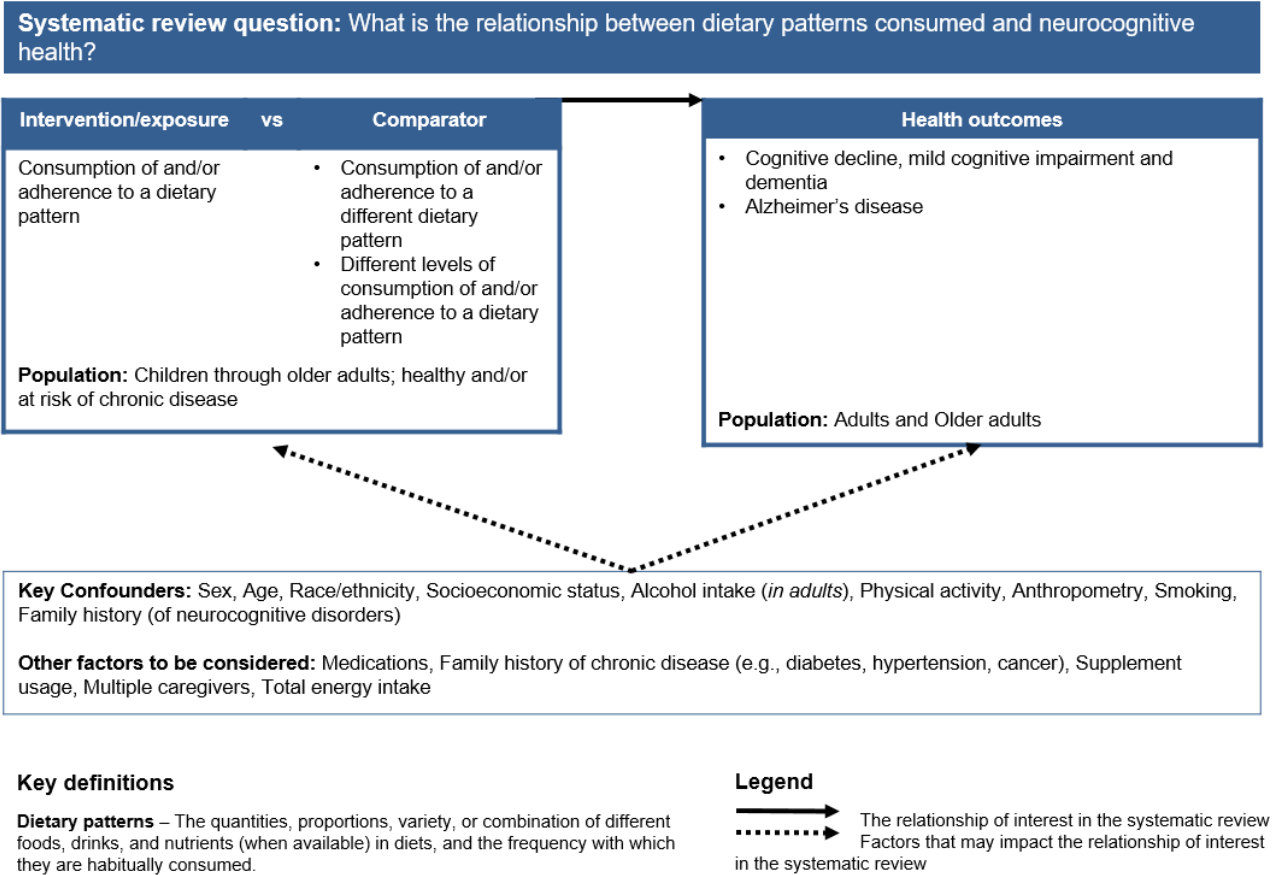 Systematic review question: What is the relationship between dietary patterns consumed and neurocognitive
health?
Intervention/exposure vs Comparator
Consumption of and/or
adherence to a dietary
pattern
• Consumption of and/or
adherence to a
different dietary
pattern
• Different levels of
consumption of and/or
adherence to a dietary
pattern
Population: Children through older adults; healthy and/or
at risk of chronic disease
Health outcomes
• Cognitive decline, mild cognitive impairment and
dementia
• Alzheimer’s disease
Population: Adults and Older adults
Key Confounders: Sex, Age, Race/ethnicity, Socioeconomic status, Alcohol intake (in adults), Physical activity, Anthropometry, Smoking,
Family history (of neurocognitive disorders)
Other factors to be considered: Medications, Family history of chronic disease (e.g., diabetes, hypertension, cancer), Supplement
usage, Multiple caregivers, Total energy intake
Key definitions
Dietary patterns – The quantities, proportions, variety, or combination of different
foods, drinks, and nutrients (when available) in diets, and the frequency with which
they are habitually consumed.
Legend
The relationship of interest in the systematic review
Factors that may impact the relationship of interest
in the systematic review